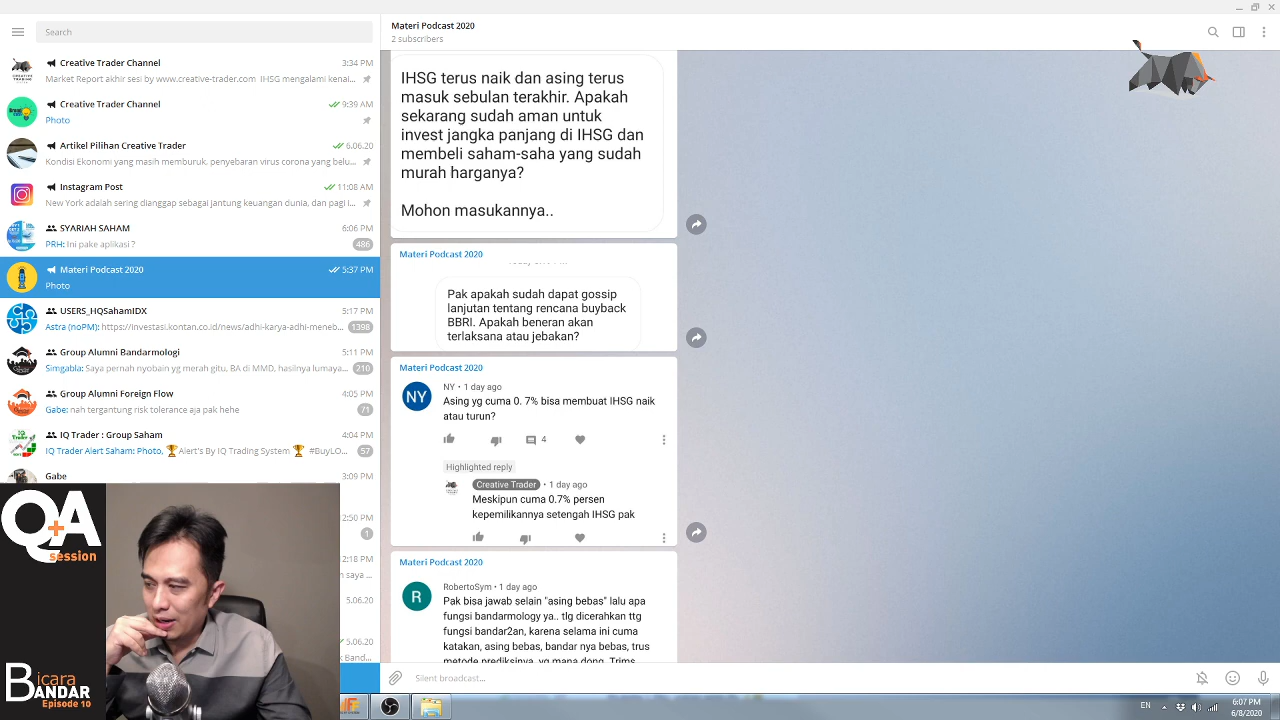 Search
Creative Trader Channel
3:34 PM
Market Report akhir sesi by www.creative-trader.com IHSG mengalami kenai...
Creative Trader Channel
9:39 AM
Photo
Artikel Pilihan Creative Trader
6.06.20
Kondisi Ekonomi yang masih memburuk, penyebaran virus corona yang belu...
Instagram Post
11:08 AM
New York adalah sering dianggap sebagai jantung keuangan dunia, dan pagi i...
SYARIAH SAHAM
6:06 PM
PRH: Ini pake aplikasi ?
486
Materi Podcast 2020
5:37 PM
Photo
USERS_HQSahamIDX
5:17 PM
Astra (noPM): https://investasi.kontan.co.id/news/adhi-karya-adhi-meneb...
1398
Group Alumni Bandarmologi
5:11 PM
Simgabla: Saya pernah nyobain yg merah gitu, BA di MMD, hasilnya lumaya...
210
Group Alumni Foreign Flow
4:05 PM
Gabe: nah tergantung risk tolerance aja pak hehe
71
IQ Trader : Group Saham
4:04 PM
IQ Trader Alert Saham: Photo, 🏆Alert's By IQ Trading System 🏆 #BuyLO...
57
Gabe
3:09 PM
2:50 PM
1
2:18 PM
n saya ...
5.06.20
5.06.20
k Band...
Q+A
session
Bicara
BANDAR
Episode 10
Materi Podcast 2020
2 subscribers
IHSG terus naik dan asing terus
masuk sebulan terakhir. Apakah
sekarang sudah aman untuk
invest jangka panjang di IHSG dan
membeli saham-saha yang sudah
murah harganya?
Mohon masukannya..
Materi Podcast 2020
Pak apakah sudah dapat gossip
lanjutan tentang rencana buyback
BBRI. Apakah beneran akan
terlaksana atau jebakan?
Materi Podcast 2020
NY
NY • 1 day ago
Asing yg cuma 0. 7% bisa membuat IHSG naik
atau turun?
4
Highlighted reply
Creative Trader • 1 day ago
Meskipun cuma 0.7% persen
kepemilikannya setengah IHSG pak
Materi Podcast 2020
R
RobertoSym • 1 day ago
Pak bisa jawab selain "asing bebas" lalu apa
fungsi bandarmology ya.. tlg dicerahkan ttg
fungsi bandar2an, karena selama ini cuma
katakan, asing bebas, bandar nya bebas, trus
metode prediksinya, yg mana dong. Trims
Silent broadcast...
EN
6:07 PM
6/8/2020